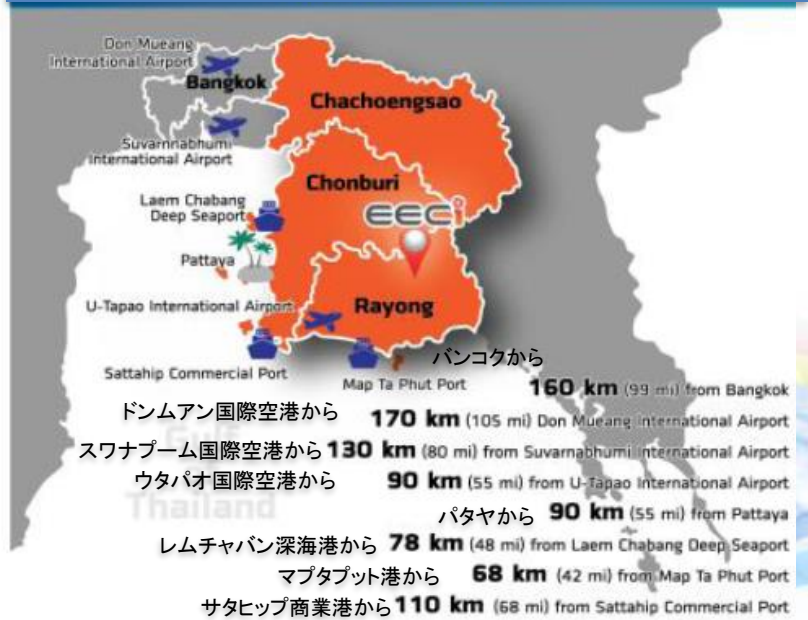 Don Mueang
International Airport
Bangkok
Chachoengsao
Suvarnnabhumi
International Airport
Chonburi
Laem Chabang
Deep Seaport
EECi
Pattaya
U-Tapao International Airport
Rayong
Sattahip Commercial Port
Map Ta Phut Port
Gulf
Thailand
バンコクから
160 km (99 mi) from Bangkok
ドンムアン国際空港から 170 km (105 mi) Don Mueang International Airport
スワナプーム国際空港から 130 km (80 mi) from Suvarnabhumi International Airport
ウタパオ国際空港から 90 km (55 mi) from U-Tapao International Airport
パタヤから 90 km (55 mi) from Pattaya
レムチャバン深海港から 78 km (48 mi) from Laem Chabang Deep Seaport
マプタプット港から 68 km (42 mi) from Map Ta Phut Port
サタヒップ商業港から 110 km (68 mi) from Sattahip Commercial Port